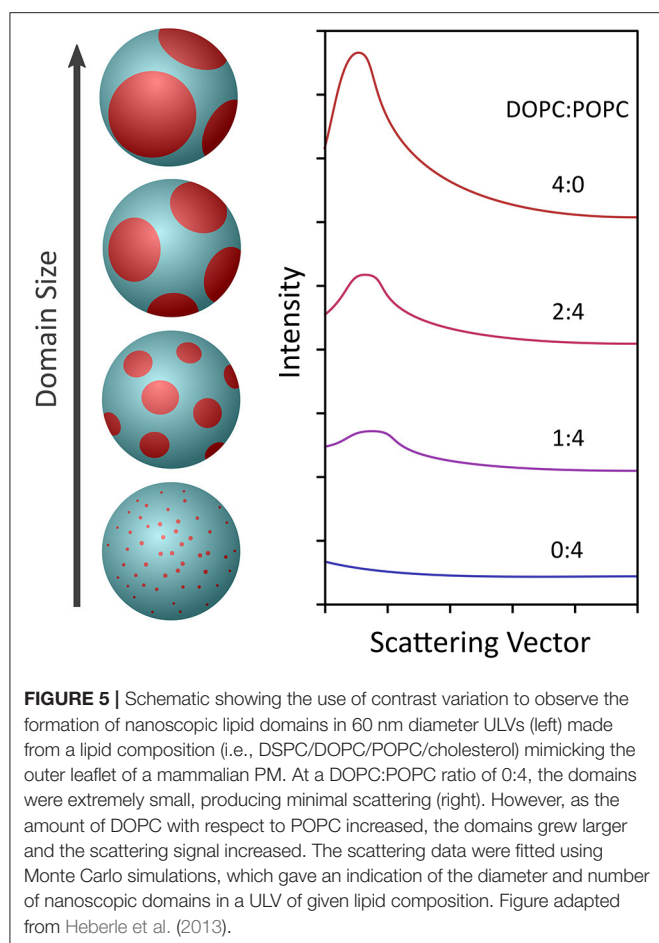 Domain Size
Intensity
DOPC:POPC
4:0
2:4
1:4
0:4
Scattering Vector
FIGURE 5 | Schematic showing the use of contrast variation to observe the
formation of nanoscopic lipid domains in 60 nm diameter ULVs (left) made
from a lipid composition (i.e., DSPC/DOPC/POPC/cholesterol) mimicking the
outer leaflet of a mammalian PM. At a DOPC:POPC ratio of 0:4, the domains
were extremely small, producing minimal scattering (right). However, as the
amount of DOPC with respect to POPC increased, the domains grew larger
and the scattering signal increased. The scattering data were fitted using
Monte Carlo simulations, which gave an indication of the diameter and number
of nanoscopic domains in a ULV of given lipid composition. Figure adapted
from Heberle et al. (2013).